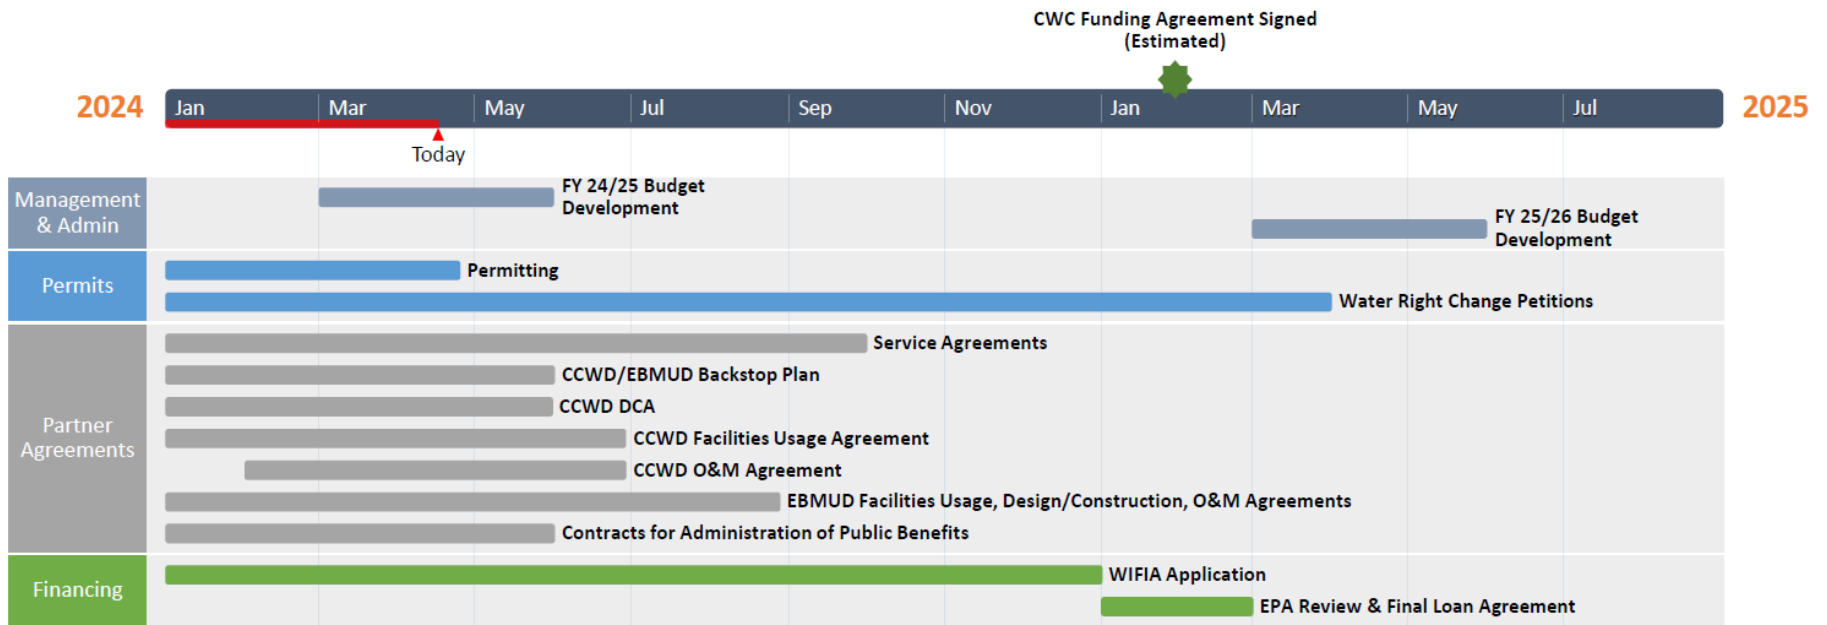 CWC Funding Agreement Signed
(Estimated)
2024 Jan Mar May Jul Sep Nov Jan Mar May Jul 2025
Today
Management
& Admin
FY 24/25 Budget
Development
FY 25/26 Budget
Development
Permits
Permitting
Water Right Change Petitions
Partner
Agreements
Service Agreements
CCWD/EBMUD Backstop Plan
CCWD DCA
CCWD Facilities Usage Agreement
CCWD O&M Agreement
EBMUD Facilities Usage, Design/Construction, O&M Agreements
Contracts for Administration of Public Benefits
Financing
WIFIA Application
EPA Review & Final Loan Agreement